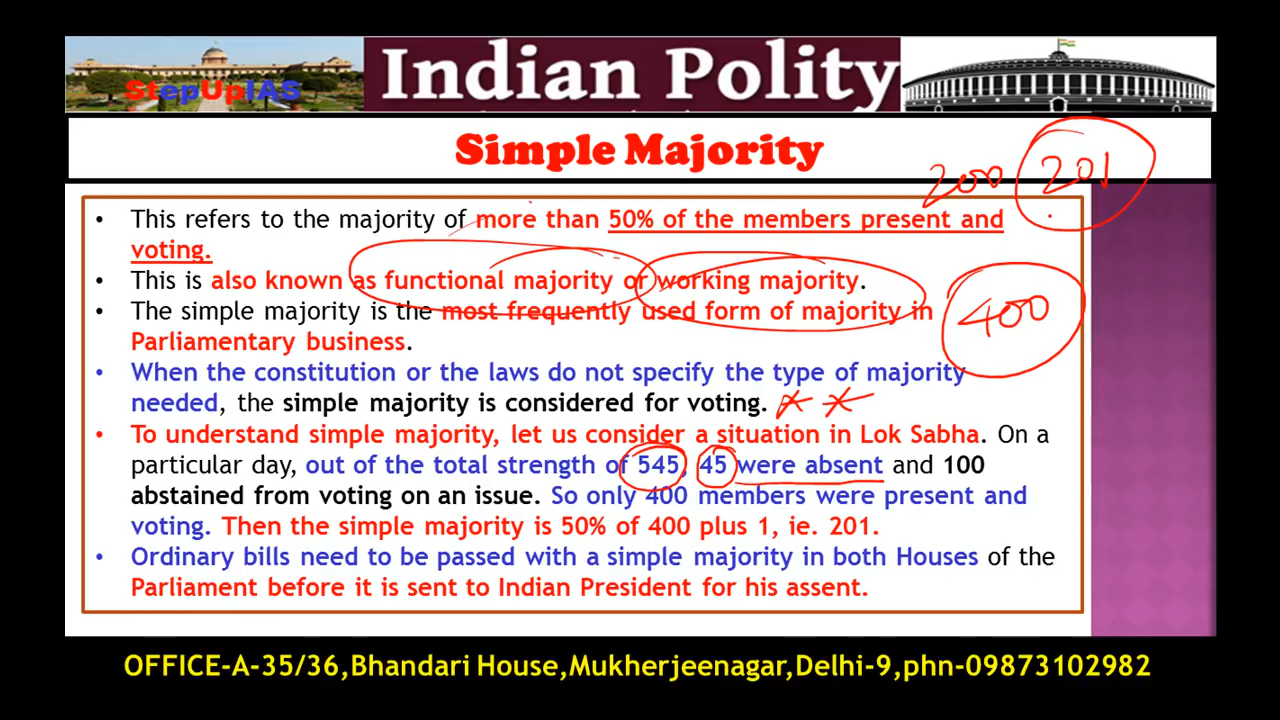 StepUpIAS
Indian Polity
Simple Majority
200 201
• This refers to the majority of more than 50% of the members present and
voting.
• This is also known as functional majority or working majority.
• The simple majority is the most frequently used form of majority in
Parliamentary business.
400
• When the constitution or the laws do not specify the type of majority
needed, the simple majority is considered for voting.
• To understand simple majority, let us consider a situation in Lok Sabha. On a
particular day, out of the total strength of 545, 45 were absent and 100
abstained from voting on an issue. So only 400 members were present and
voting. Then the simple majority is 50% of 400 plus 1, ie. 201.
• Ordinary bills need to be passed with a simple majority in both Houses of the
Parliament before it is sent to Indian President for his assent.
OFFICE-A-35/36,Bhandari House,Mukherjeenagar,Delhi-9,phn-09873102982